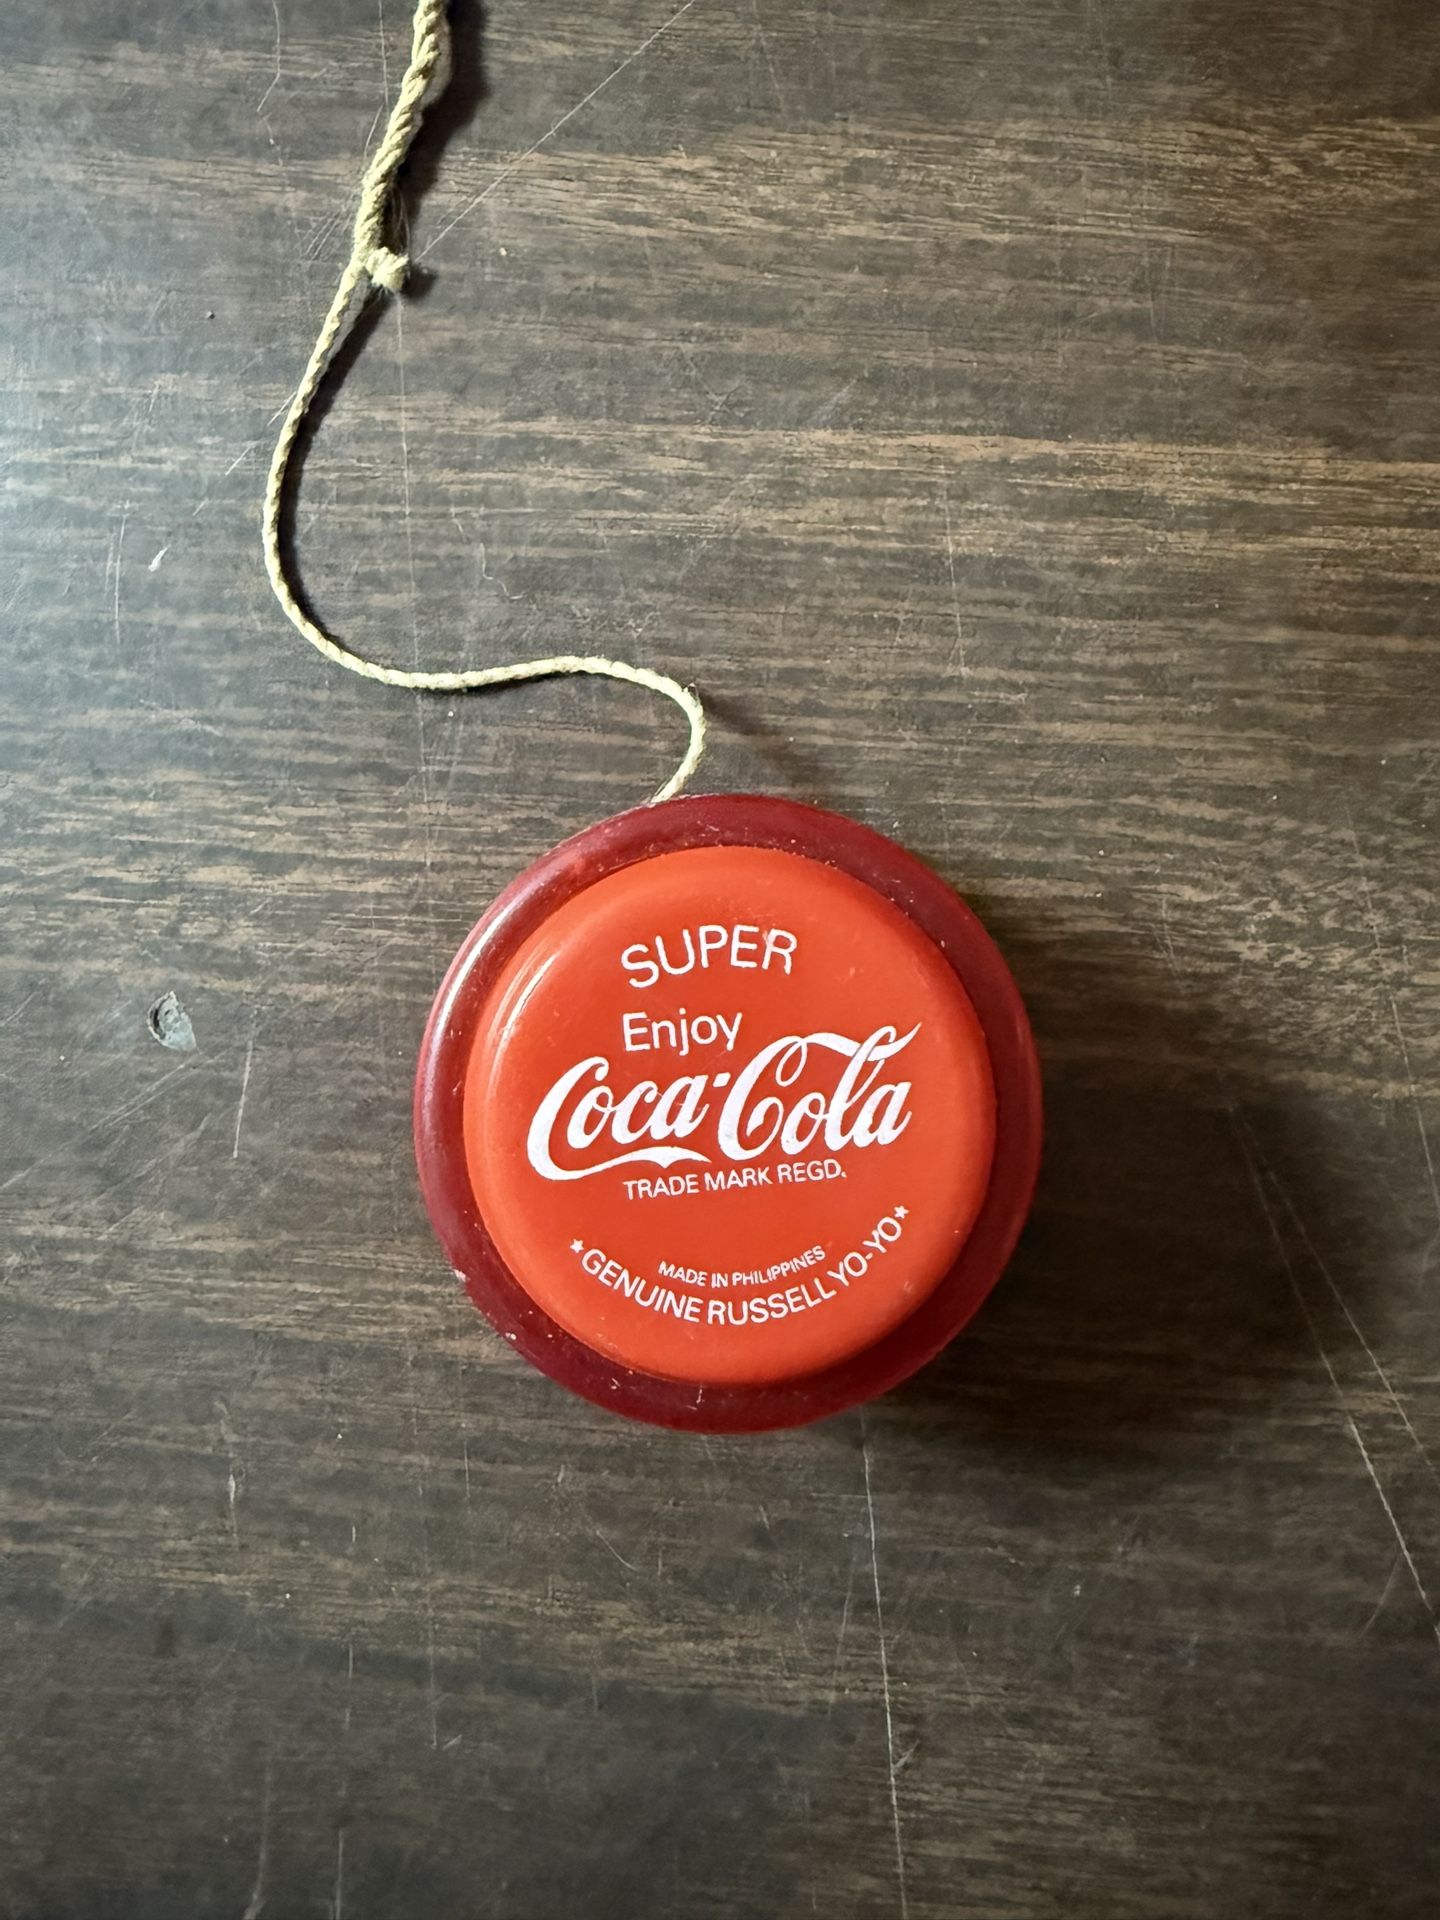 SUPER
Enjoy
Coca-Cola
TRADE MARK REGD.
MADE IN PHILIPPINES
★GENUINE RUSSELL YO-YO★